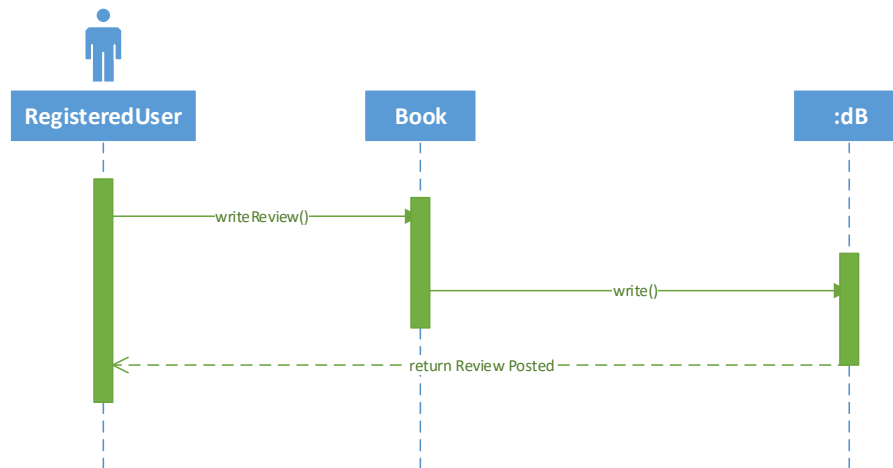 RegisteredUser
Book
:dB
writeReview()
write()
return Review Posted